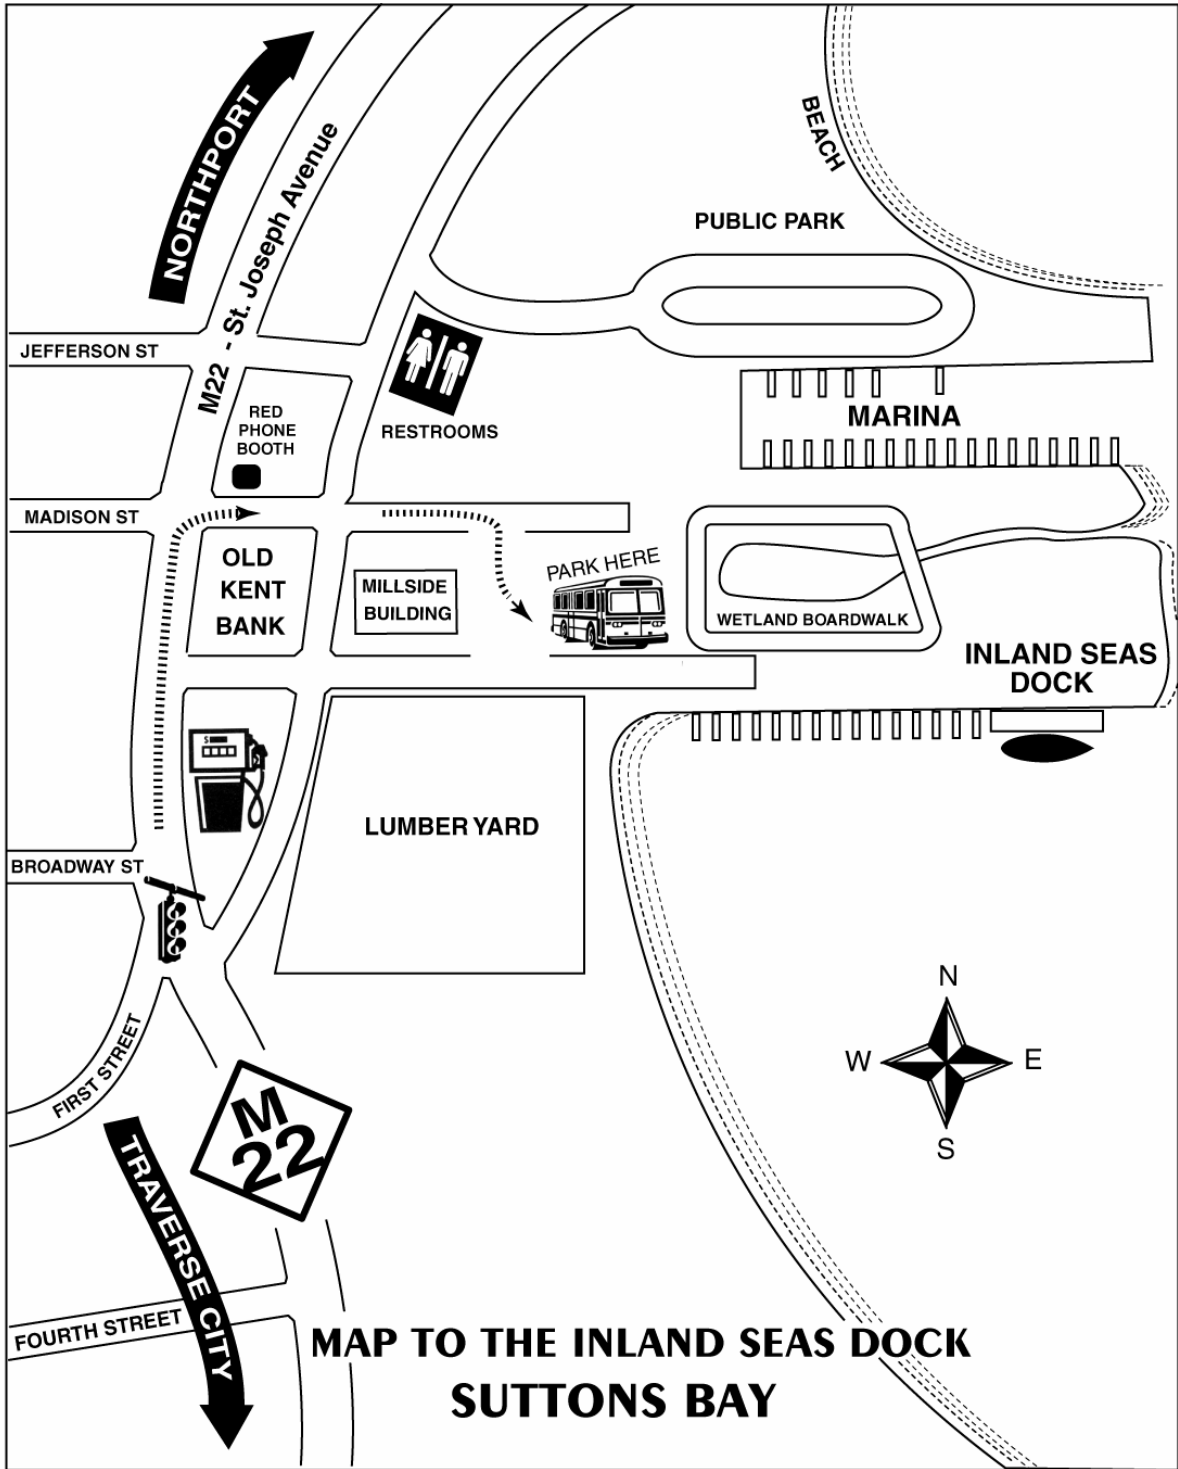 NORTHPORT
M22 - St. Joseph Avenue
BEACH
PUBLIC PARK
JEFFERSON ST
RED
PHONE
BOOTH
RESTROOMS
MARINA
MADISON ST
OLD
KENT
BANK
MILLSIDE
BUILDING
PARK HERE
WETLAND BOARDWALK
INLAND SEAS
DOCK
S
LUMBER YARD
BROADWAY ST
N
W
E
S
FIRST STREET
M
22
TRAVERSE CITY
FOURTH STREET
MAP TO THE INLAND SEAS DOCK
SUTTONS BAY